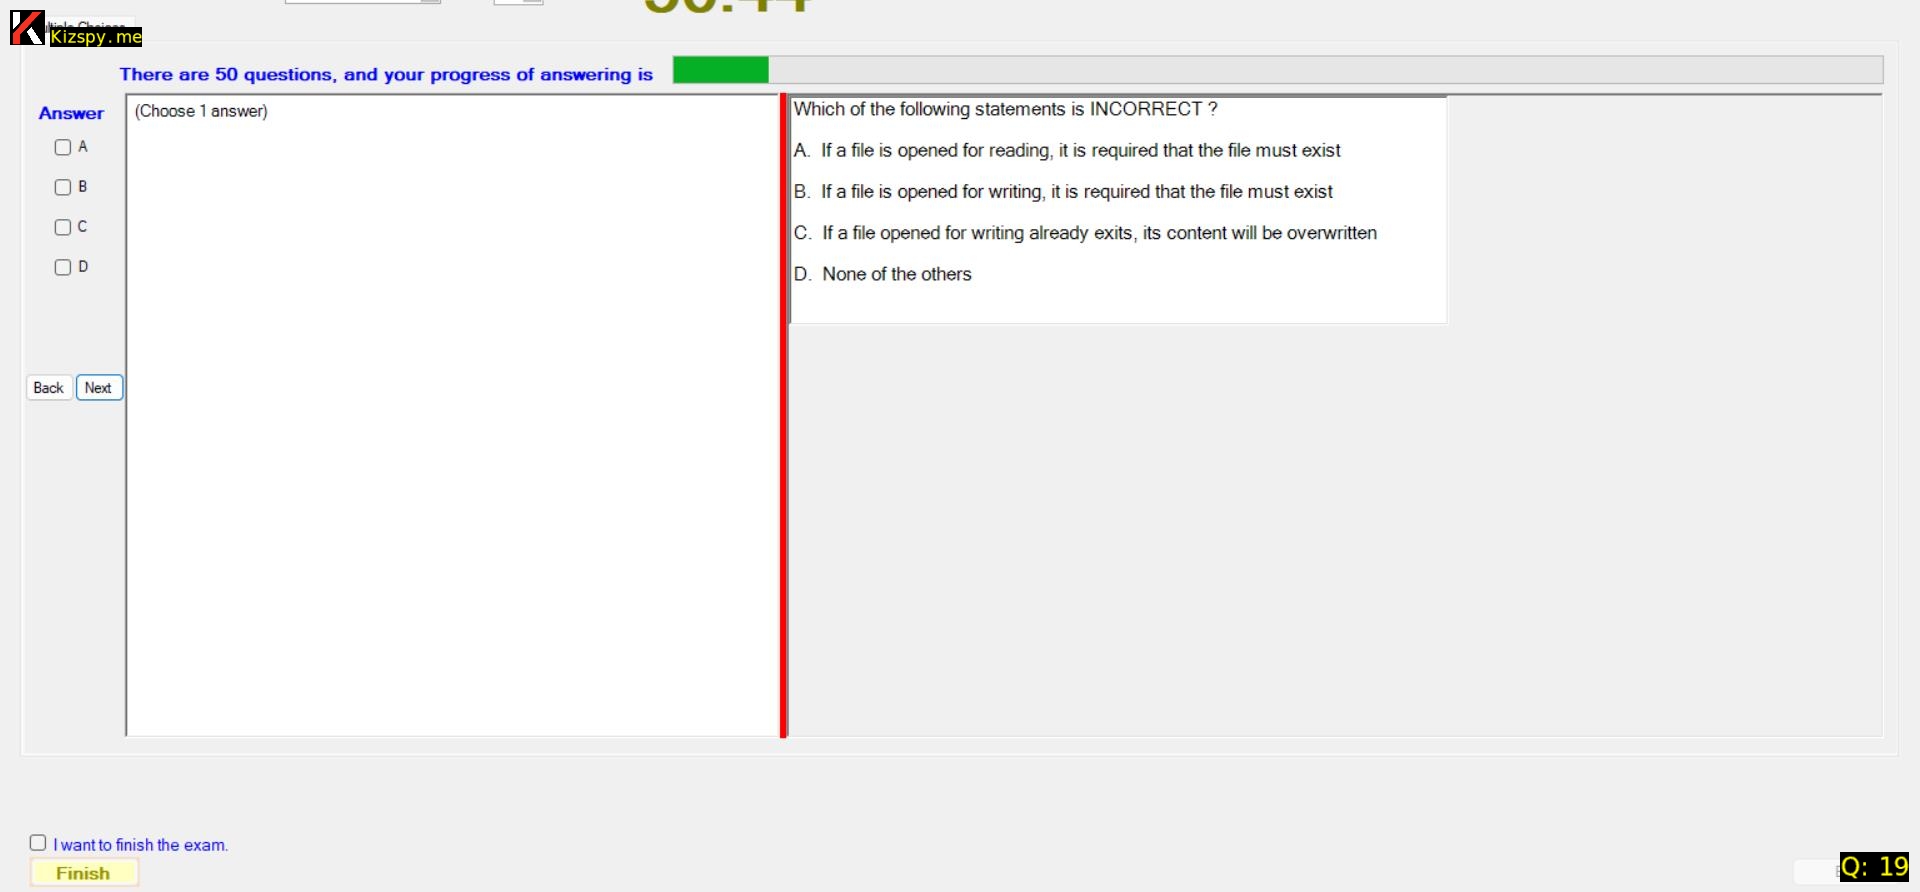 Kizspy.me
There are 50 questions, and your progress of answering is
Answer
(Choose 1 answer)
A
B
C
D
Back
Next
Which of the following statements is INCORRECT ?
A. If a file is opened for reading, it is required that the file must exist
B. If a file is opened for writing, it is required that the file must exist
C. If a file opened for writing already exits, its content will be overwritten
D. None of the others
I want to finish the exam.
Finish
Q: 19